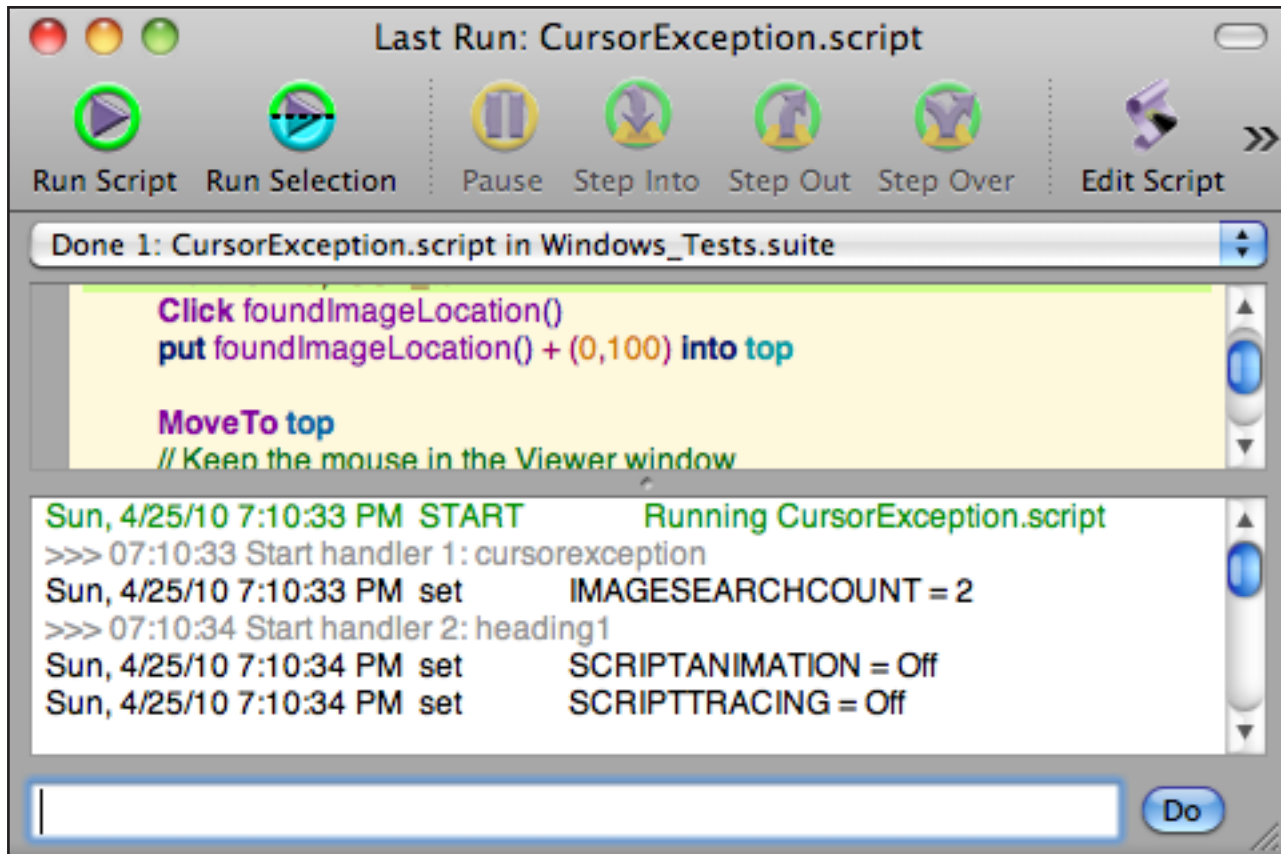 Last Run: CursorException.script
Run Script Run Selection Pause Step Into Step Out Step Over Edit Script »
Done 1: CursorException.script in Windows_Tests.suite
Click foundImageLocation()
put foundImageLocation() + (0,100) into top
MoveTo top
// Keep the mouse in the Viewer window
Sun, 4/25/10 7:10:33 PM START Running CursorException.script
>>> 07:10:33 Start handler 1: cursorexception
Sun, 4/25/10 7:10:33 PM set IMAGESEARCHCOUNT = 2
>>> 07:10:34 Start handler 2: heading1
Sun, 4/25/10 7:10:34 PM set SCRIPTANIMATION = Off
Sun, 4/25/10 7:10:34 PM set SCRIPTTRACING = Off
Do